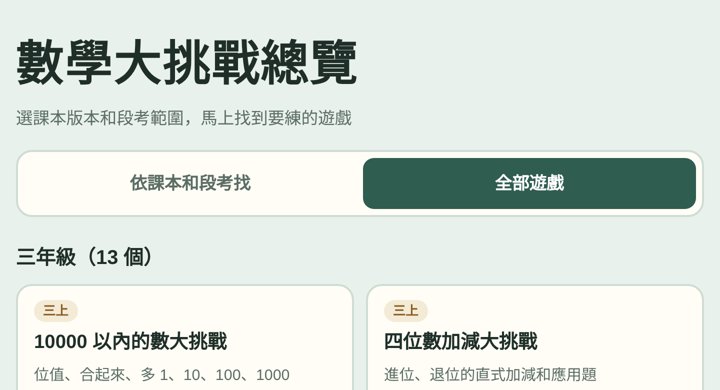 數學大挑戰總覽
選課本版本和段考範圍，馬上找到要練的遊戲
依課本和段考找
全部遊戲
三年級（13 個）
三上
10000 以內的數大挑戰
位值、合起來、多 1、10、100、1000
三上
四位數加減大挑戰
進位、退位的直式加減和應用題